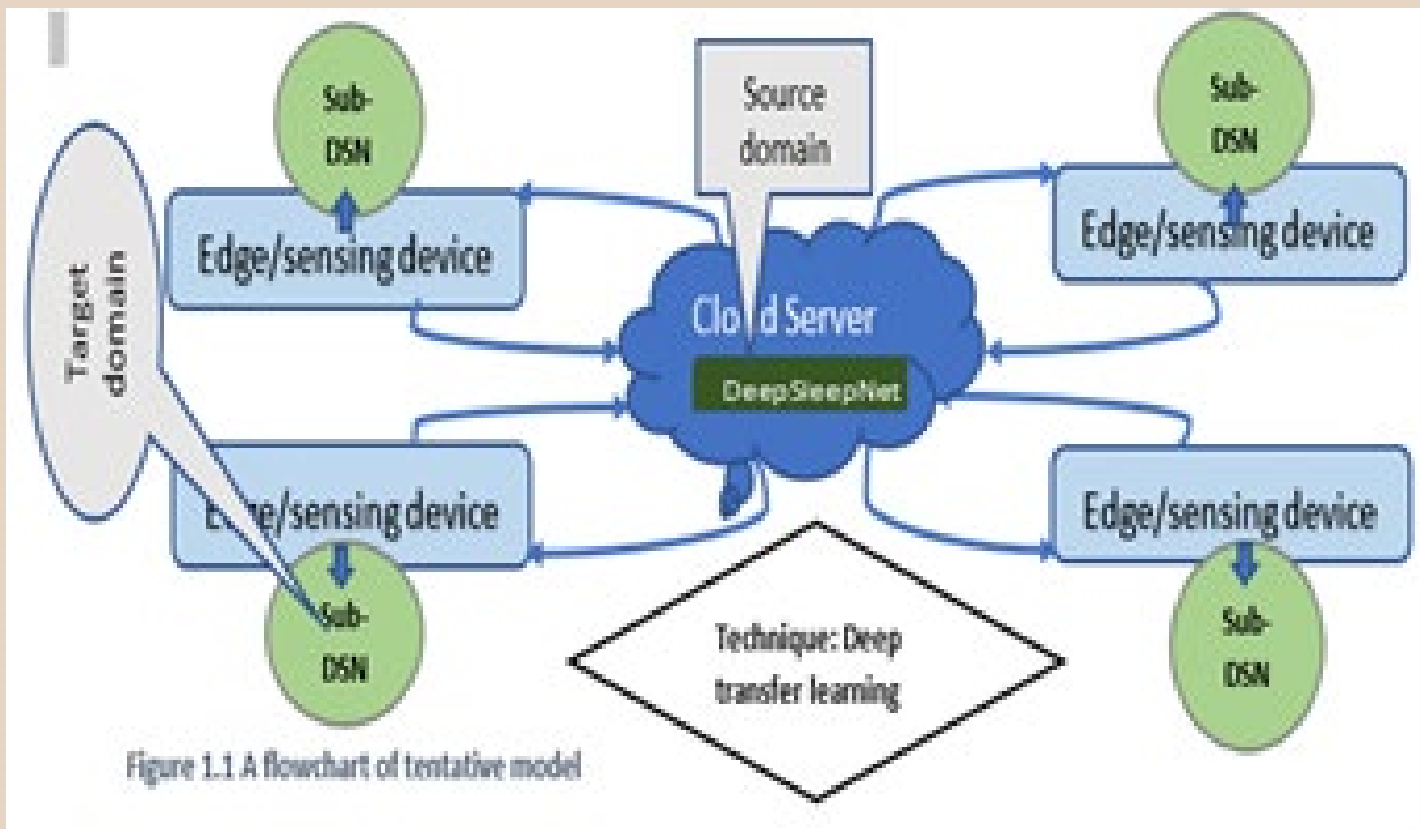 Sub-
DSN
Source
domain
Sub-
DSN
Edge/sensing device
Edge/sensing device
Target
domain
Cloud Server
DeepSleepNet
Edge/sensing device
Edge/sensing device
Sub-
DSN
Technique: Deep
transfer learning
Sub-
DSN
Figure 1.1 A flowchart of tentative model